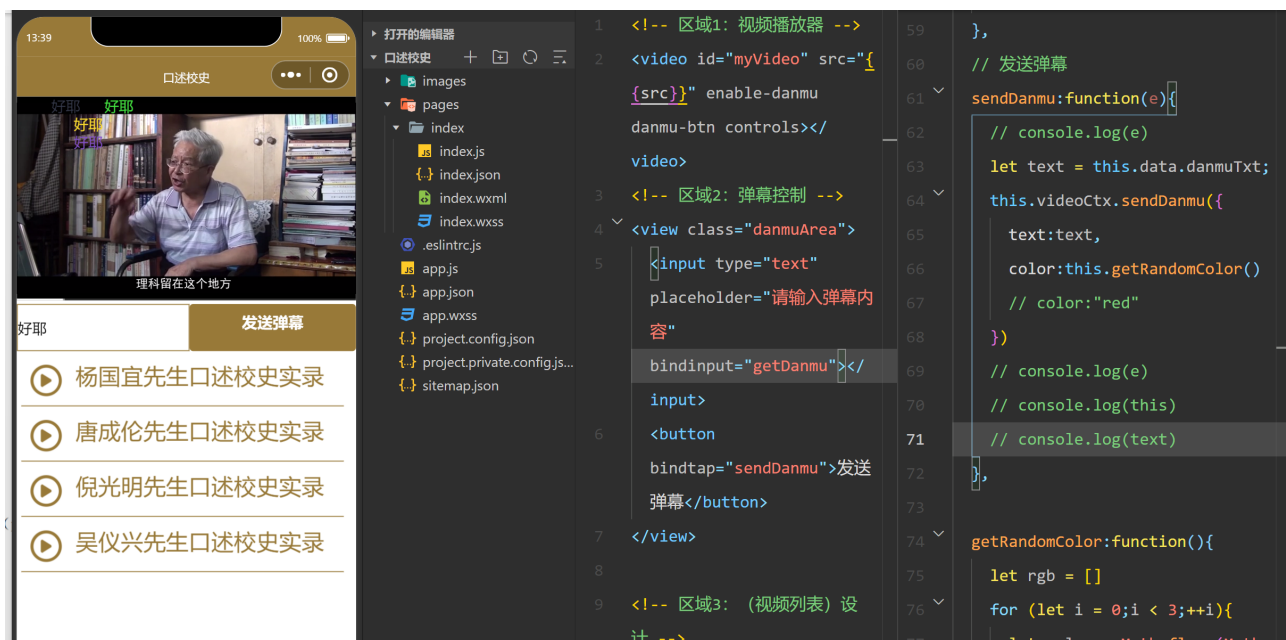 13:39
100%
口述校史
好耶 好耶
好耶
好耶
理科留在这个地方
好耶
发送弹幕
杨国宜先生口述校史实录
唐成伦先生口述校史实录
倪光明先生口述校史实录
吴仪兴先生口述校史实录
打开的编辑器
口述校史
images
pages
index
JS index.js
{..} index.json
index.wxml
index.wxss
.eslintrc.js
JS app.js
{..} app.json
app.wxss
{..} project.config.json
{..} project.private.config.js...
{..} sitemap.json
1 <!-- 区域1: 视频播放器 -->
2 <video id="myVideo" src="{
{src}}" enable-danmu
danmu-btn controls></
video>
3 <!-- 区域2: 弹幕控制 -->
4 <view class="danmuArea">
5 <input type="text"
placeholder="请输入弹幕内
容"
bindinput="getDanmu"></
input>
6 <button
bindtap="sendDanmu">发送
弹幕</button>
7 </view>
8
9 <!-- 区域3: （视频列表）设
计 -->
59 },
60 // 发送弹幕
61 sendDanmu:function(e){
62 // console.log(e)
63 let text = this.data.danmuTxt;
64 this.videoCtx.sendDanmu({
65 text:text,
66 color:this.getRandomColor()
67 // color:"red"
68 })
69 // console.log(e)
70 // console.log(this)
71 // console.log(text)
72 },
73
74 getRandomColor:function(){
75 let rgb = []
76 for (let i = 0;i < 3;++i){